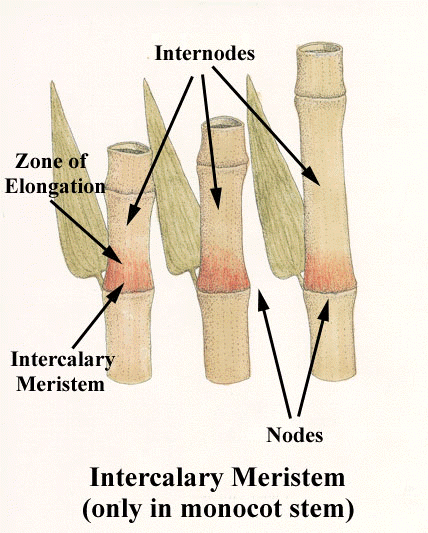 Internodes
Zone of
Elongation
Intercalary
Meristem
Nodes
Intercalary Meristem
(only in monocot stem)